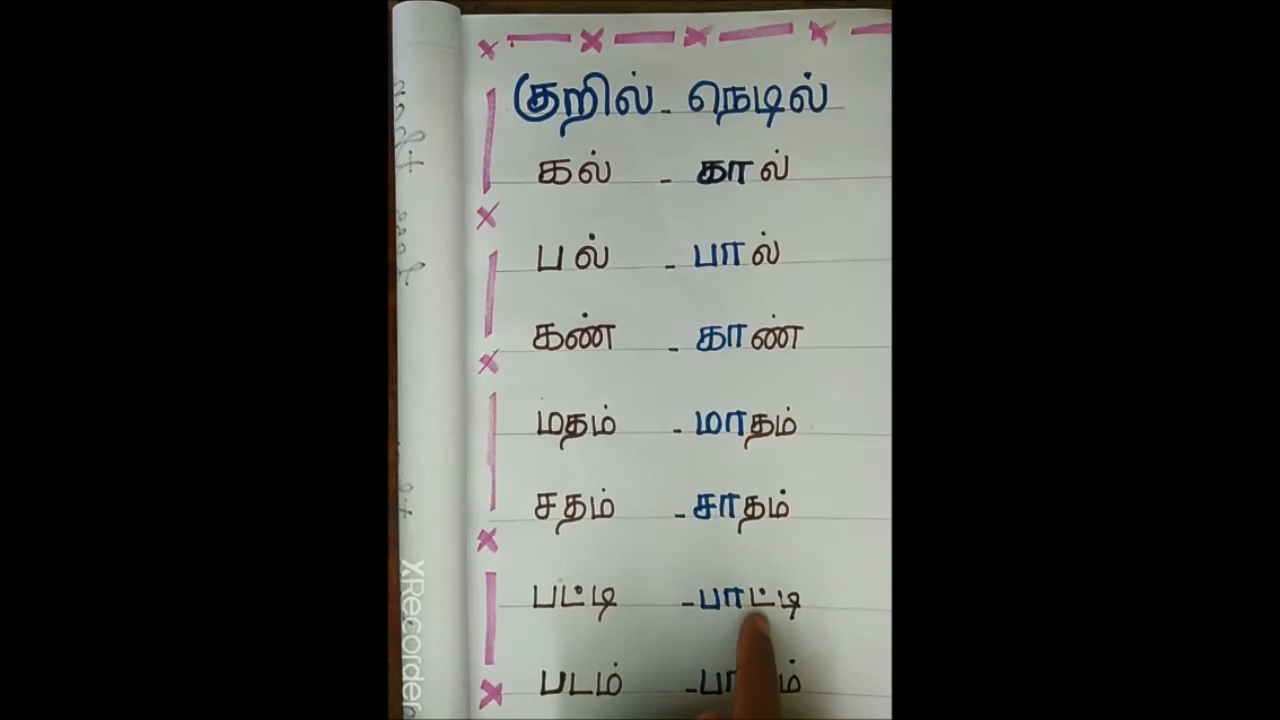 குறில் - நெடில்
கல் - கால்
பல் - பால்
கண் - காண்
மதம் - மாதம்
சதம் - சாதம்
பட்டி - பாட்டி
படம் -
XRecorder